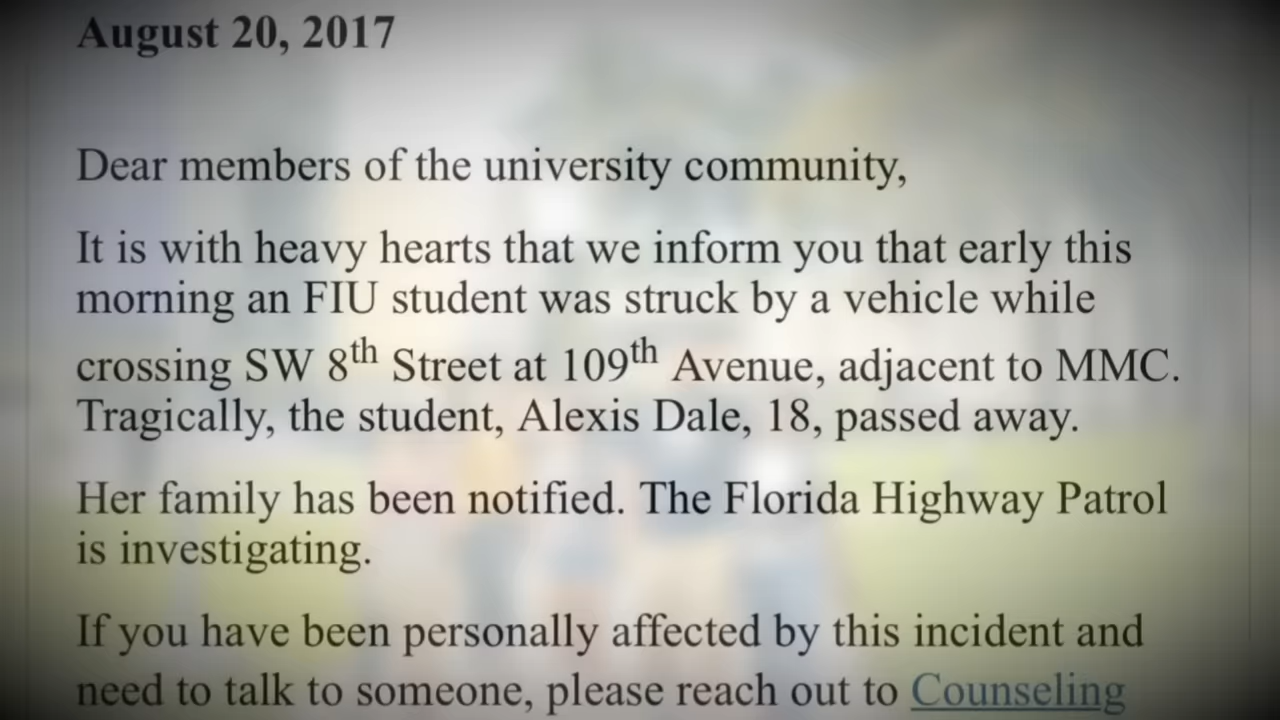 August 20, 2017
Dear members of the university community,
It is with heavy hearts that we inform you that early this
morning an FIU student was struck by a vehicle while
crossing SW 8th Street at 109th Avenue, adjacent to MMC.
Tragically, the student, Alexis Dale, 18, passed away.
Her family has been notified. The Florida Highway Patrol
is investigating.
If you have been personally affected by this incident and
need to talk to someone, please reach out to Counseling